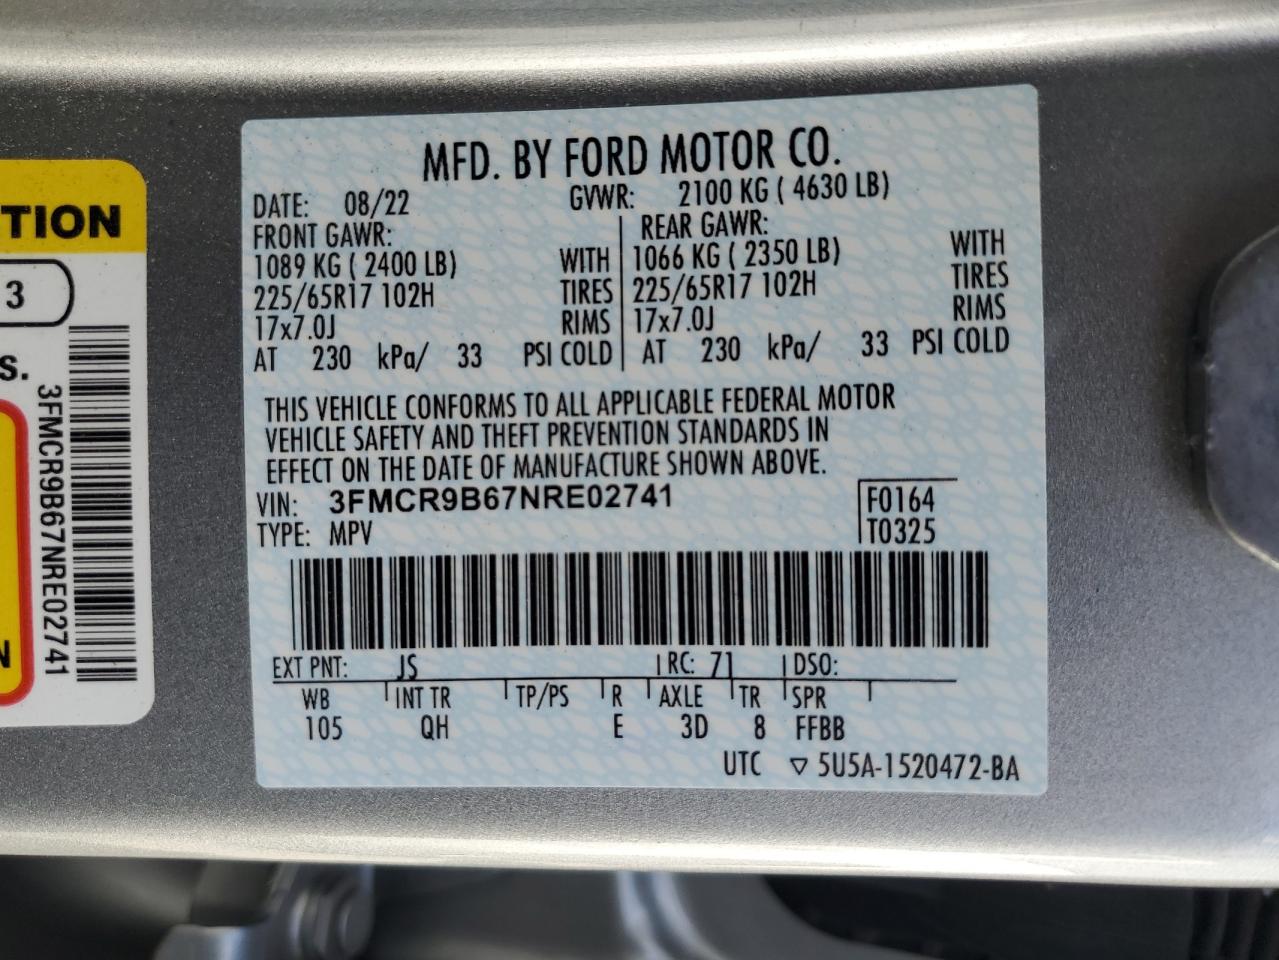 MFD. BY FORD MOTOR CO.
DATE: 08/22 GVWR: 2100 KG ( 4630 LB)
FRONT GAWR:
1089 KG ( 2400 LB) WITH
225/65R17 102H TIRES
17x7.0J RIMS
AT 230 kPa/ 33 PSI COLD
REAR GAWR:
1066 KG ( 2350 LB) WITH
225/65R17 102H TIRES
17x7.0J RIMS
AT 230 kPa/ 33 PSI COLD
THIS VEHICLE CONFORMS TO ALL APPLICABLE FEDERAL MOTOR
VEHICLE SAFETY AND THEFT PREVENTION STANDARDS IN
EFFECT ON THE DATE OF MANUFACTURE SHOWN ABOVE.
VIN: 3FMCR9B67NRE02741
TYPE: MPV
F0164
T0325
EXT PNT: JS RC: 71 DSO:
WB INT TR TP/PS R AXLE TR SPR
105 QH E 3D 8 FFBB
UTC ▽ 5U5A-1520472-BA
TION
3
s.
3FMCR9B67NRE02741
N